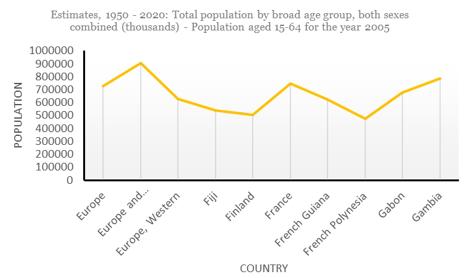 Estimates, 1950 - 2020: Total population by broad age group, both sexes
combined (thousands) - Population aged 15-64 for the year 2005
POPULATION
1000000
900000
800000
700000
600000
500000
400000
300000
200000
100000
0
Europe
Europe and...
Europe, Western
Fiji
Finland
France
French Guiana
French Polynesia
Gabon
Gambia
COUNTRY